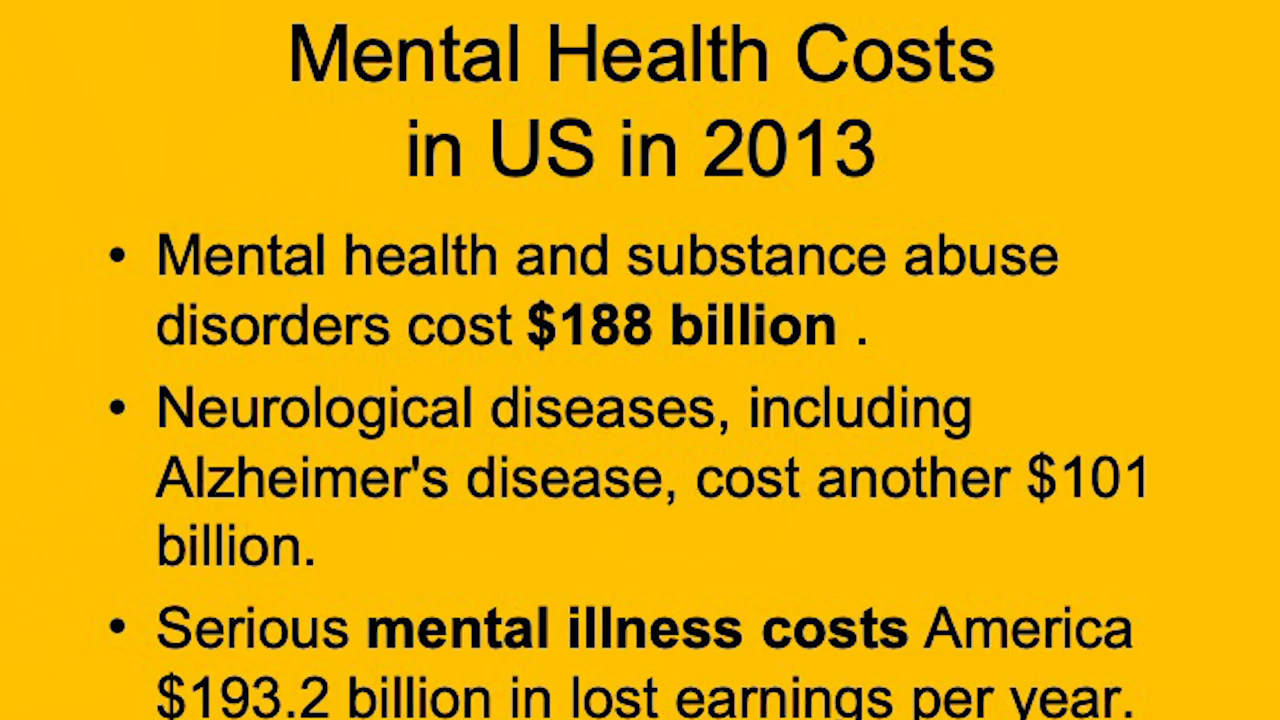 Mental Health Costs
in US in 2013
• Mental health and substance abuse
disorders cost $188 billion .
• Neurological diseases, including
Alzheimer's disease, cost another $101
billion.
• Serious mental illness costs America
$193.2 billion in lost earnings per year.